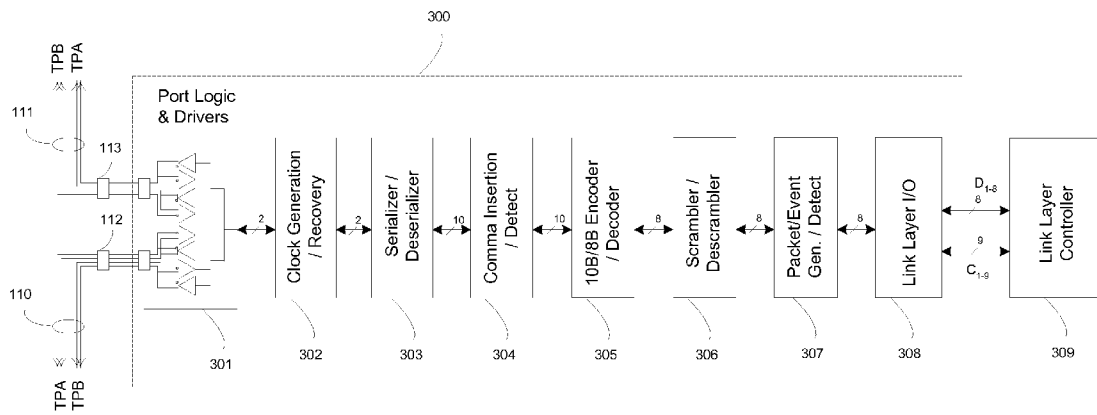 300
TPB
TPA
111
113
Port Logic
& Drivers
112
110
TPA
TPB
301
2
Clock Generation
/ Recovery
302
2
Serializer /
Deserializer
303
10
Comma Insertion
/ Detect
304
10
10B/8B Encoder
/ Decoder
305
8
Scrambler /
Descrambler
306
8
Packet/Event
Gen. / Detect
307
8
Link Layer I/O
308
D1-8
8
9
C1-9
Link Layer
Controller
309